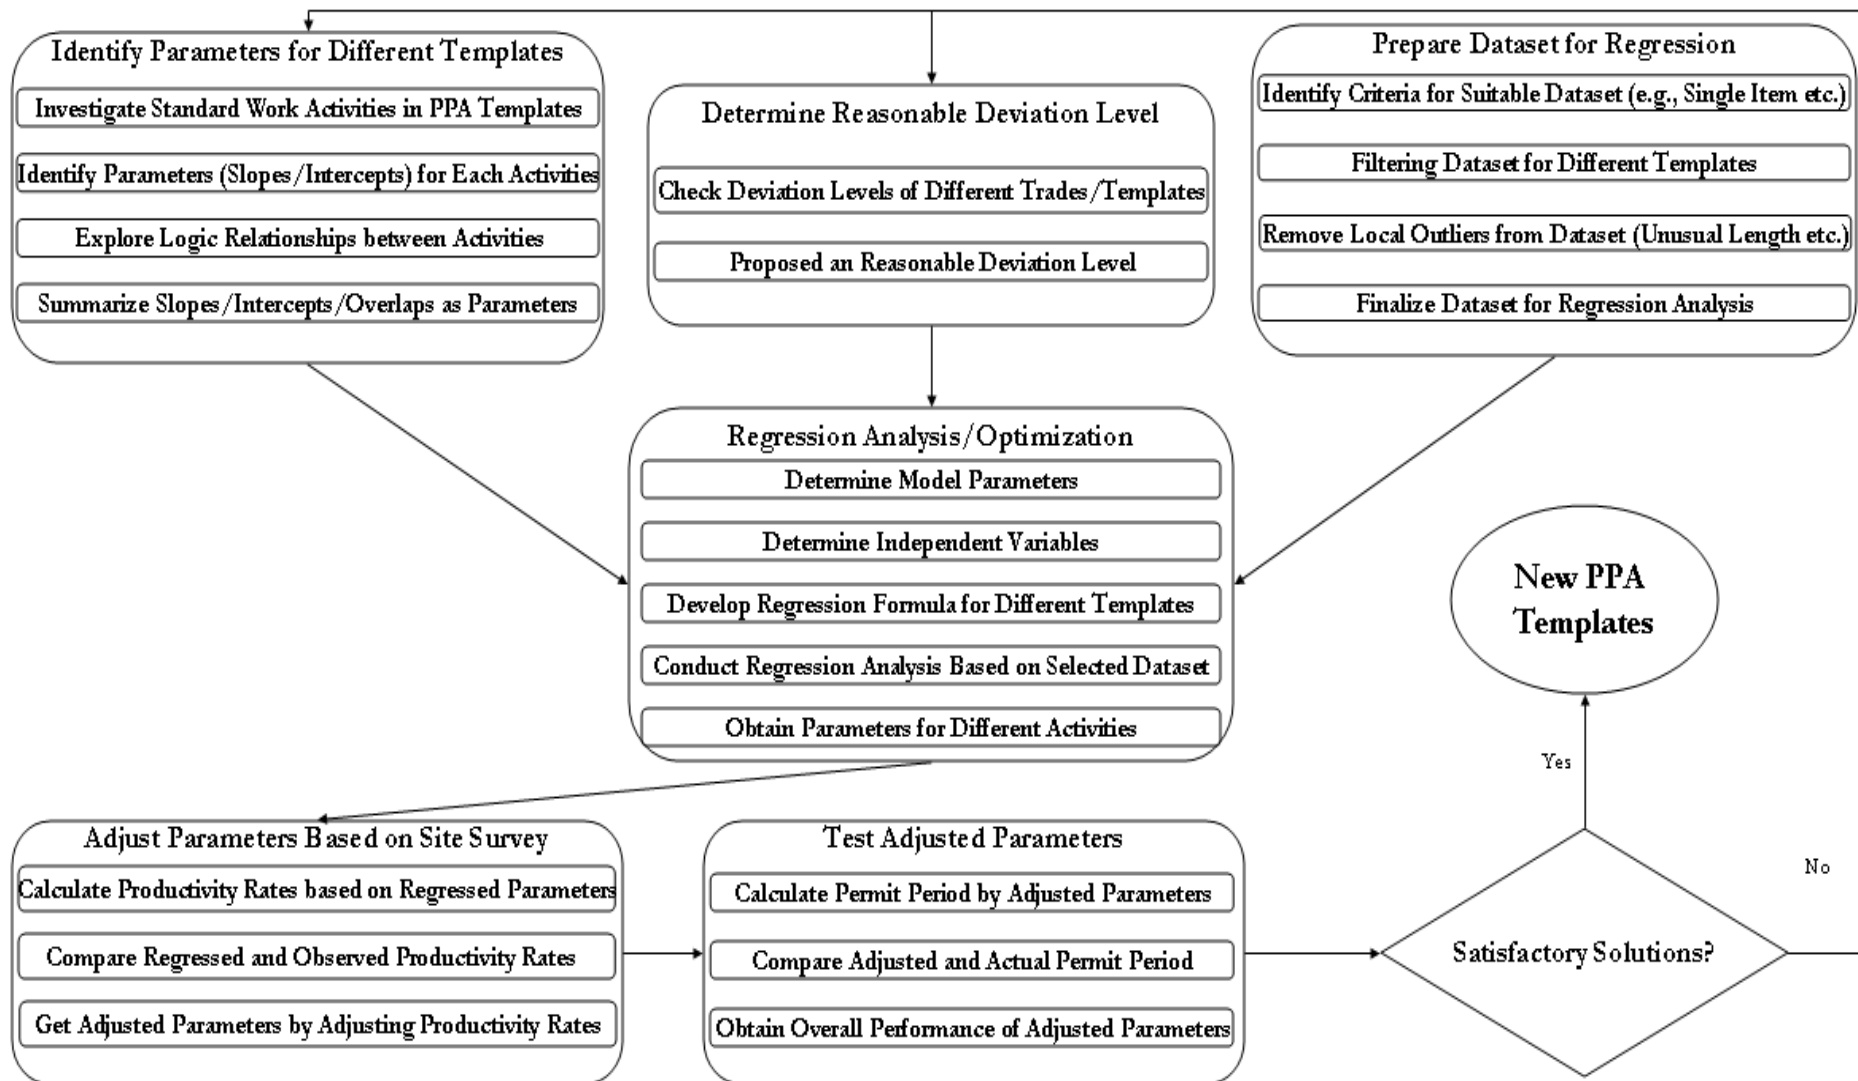 Identify Parameters for Different Templates
Investigate Standard Work Activities in PPA Templates
Identify Parameters (Slopes/Intercepts) for Each Activities
Explore Logic Relationships between Activities
Summarize Slopes/Intercepts/Overlaps as Parameters
Determine Reasonable Deviation Level
Check Deviation Levels of Different Trades/Templates
Proposed an Reasonable Deviation Level
Prepare Dataset for Regression
Identify Criteria for Suitable Dataset (e.g., Single Item etc.)
Filtering Dataset for Different Templates
Remove Local Outliers from Dataset (Unusual Length etc.)
Finalize Dataset for Regression Analysis
Regression Analysis/Optimization
Determine Model Parameters
Determine Independent Variables
Develop Regression Formula for Different Templates
Conduct Regression Analysis Based on Selected Dataset
Obtain Parameters for Different Activities
Adjust Parameters Based on Site Survey
Calculate Productivity Rates based on Regressed Parameters
Compare Regressed and Observed Productivity Rates
Get Adjusted Parameters by Adjusting Productivity Rates
Test Adjusted Parameters
Calculate Permit Period by Adjusted Parameters
Compare Adjusted and Actual Permit Period
Obtain Overall Performance of Adjusted Parameters
Satisfactory Solutions?
Yes
No
New PPA
Templates